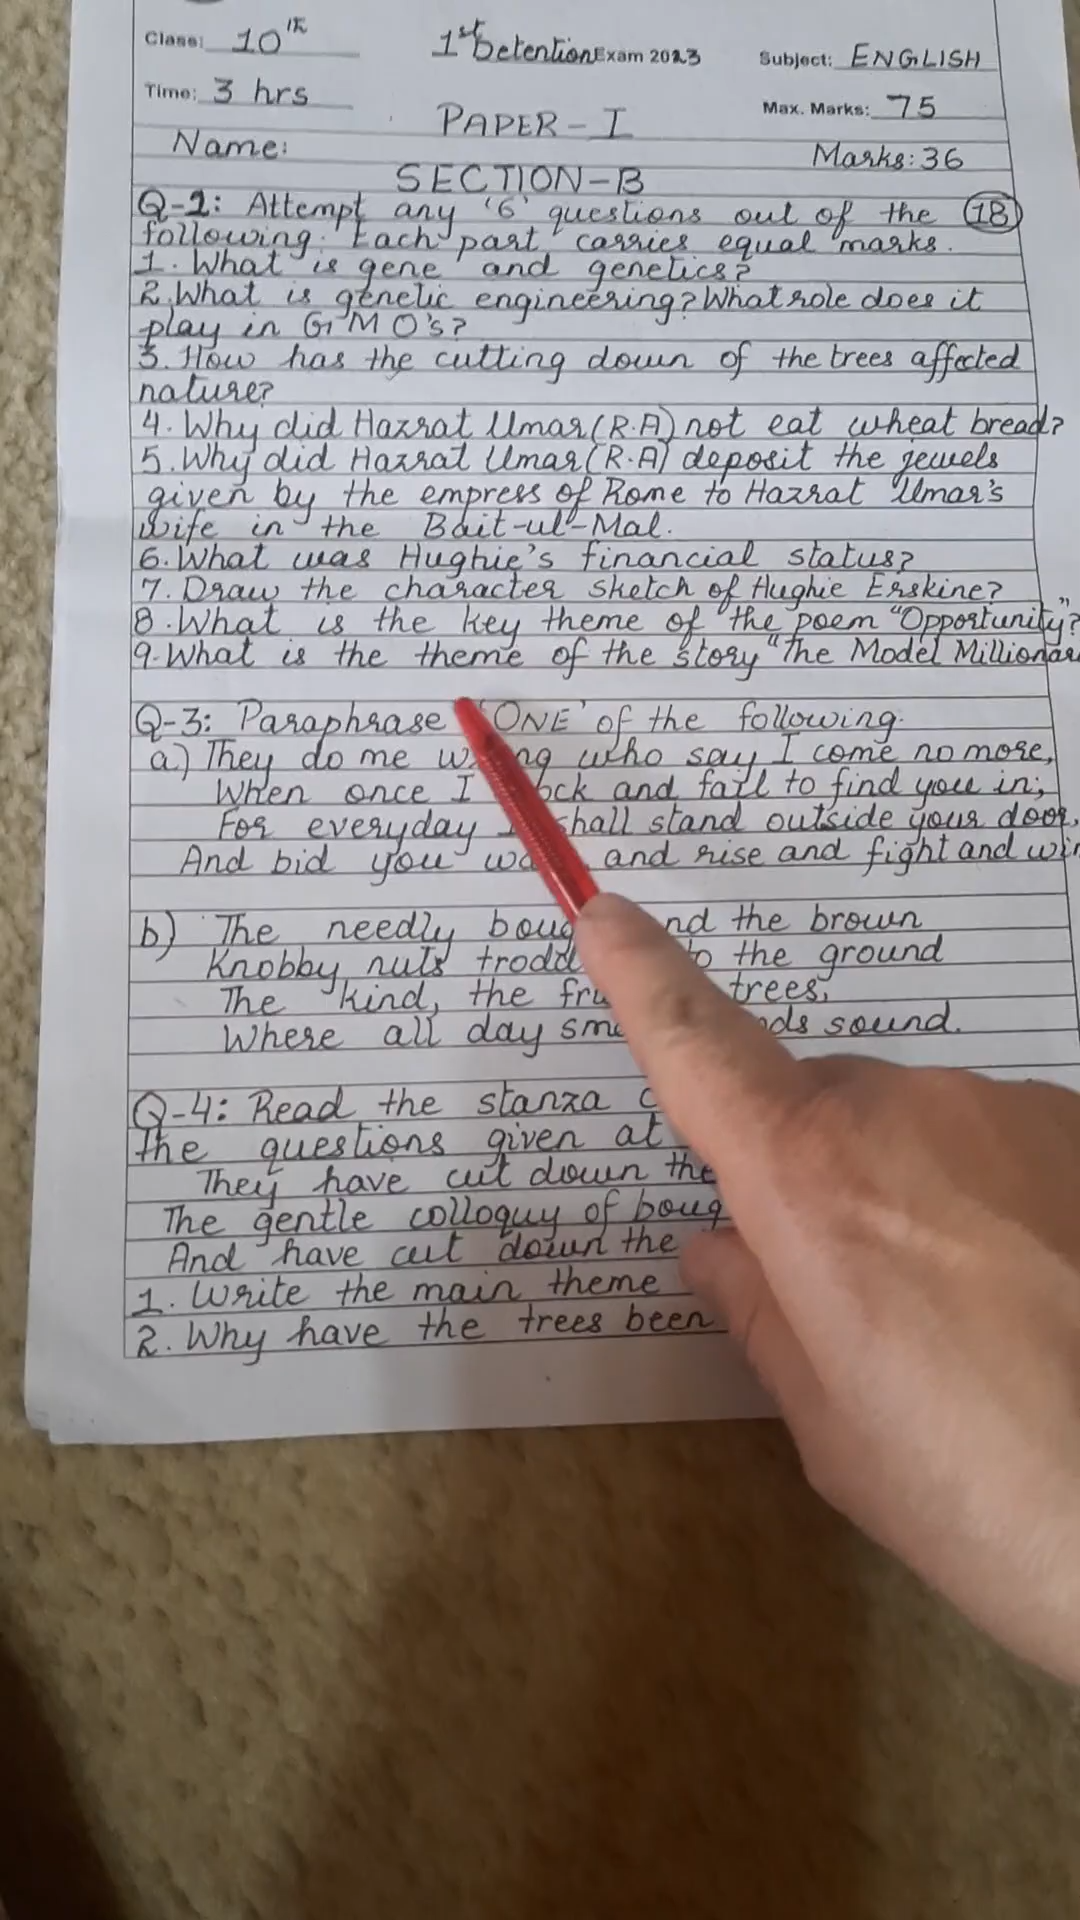 Class: 10th
1st Detention Exam 2023
Subject: ENGLISH
Time: 3 hrs
PAPER-I
Max. Marks: 75
Name:
Marks: 36
SECTION-B
Q-2: Attempt any '6' questions out of the (18)
following. Each part carries equal marks.
1. What is gene and genetics?
2. What is genetic engineering? What role does it
play in GMO's?
3. How has the cutting down of the trees affected
nature?
4. Why did Hazrat Umar (R.A) not eat wheat bread?
5. Why did Hazrat Umar (R.A) deposit the jewels
given by the empress of Rome to Hazrat Umar's
wife in the Bait-ul-Mal.
6. What was Hughie's financial status?
7. Draw the character sketch of Hughie Erskine?
8. What is the key theme of the poem "Opportunity"?
9. What is the theme of the story "The Model
Q-3: Paraphrase 'ONE' of the following.
a.) They do me who say I come no more,
When once I and fail to find you in;
For everyday I shall stand outside your door,
And bid you and rise and fight and
b) The needly the brown
Knobby nuts the ground
The kind, the trees,
Where all day sound.
Q-4: Read the stanza
the questions given at
They have cut down the
The gentle colloquy of
And have cut down the
1. Write the main theme
2. Why have the trees been